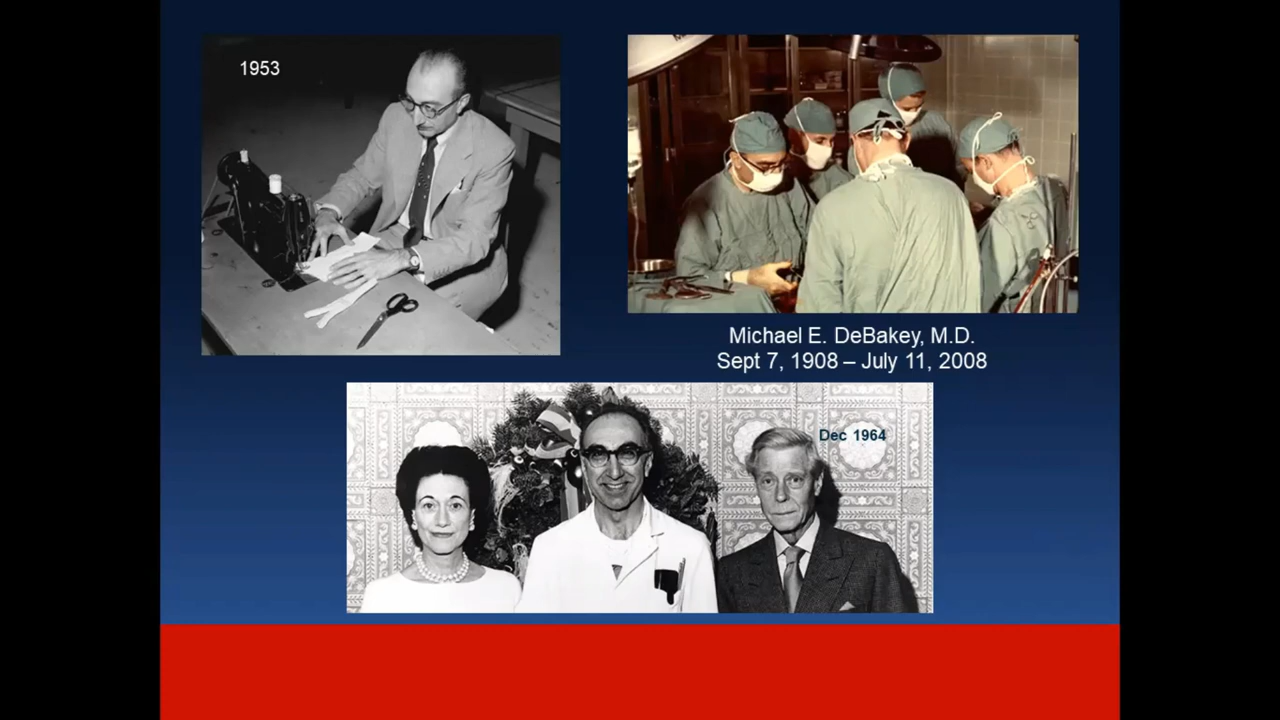 1953
Michael E. DeBakey, M.D.
Sept 7, 1908 – July 11, 2008
Dec 1964